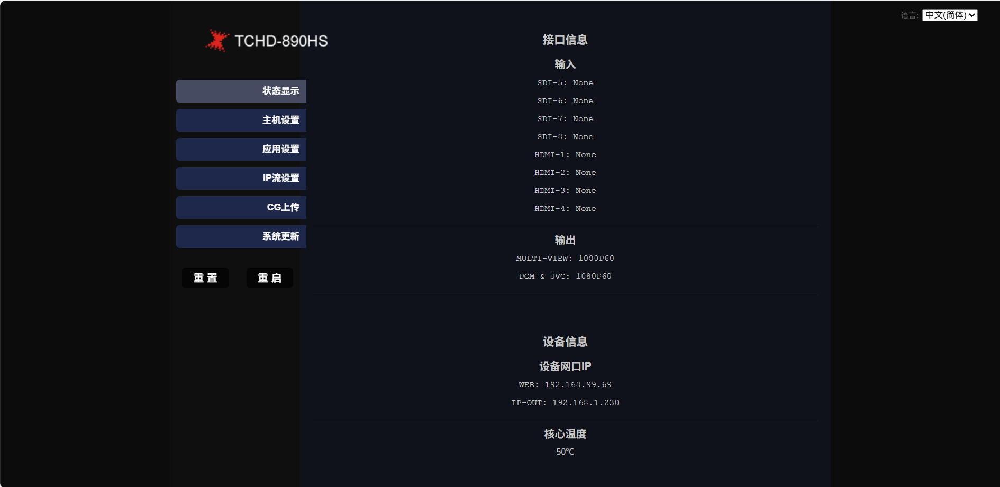 语言: 中文(简体)
TCHD-890HS
状态显示
主机设置
应用设置
IP流设置
CG上传
系统更新
重 置
重 启
接口信息
输入
SDI-5: None
SDI-6: None
SDI-7: None
SDI-8: None
HDMI-1: None
HDMI-2: None
HDMI-3: None
HDMI-4: None
输出
MULTI-VIEW: 1080P60
PGM & UVC: 1080P60
设备信息
设备网口IP
WEB: 192.168.99.69
IP-OUT: 192.168.1.230
核心温度
50℃